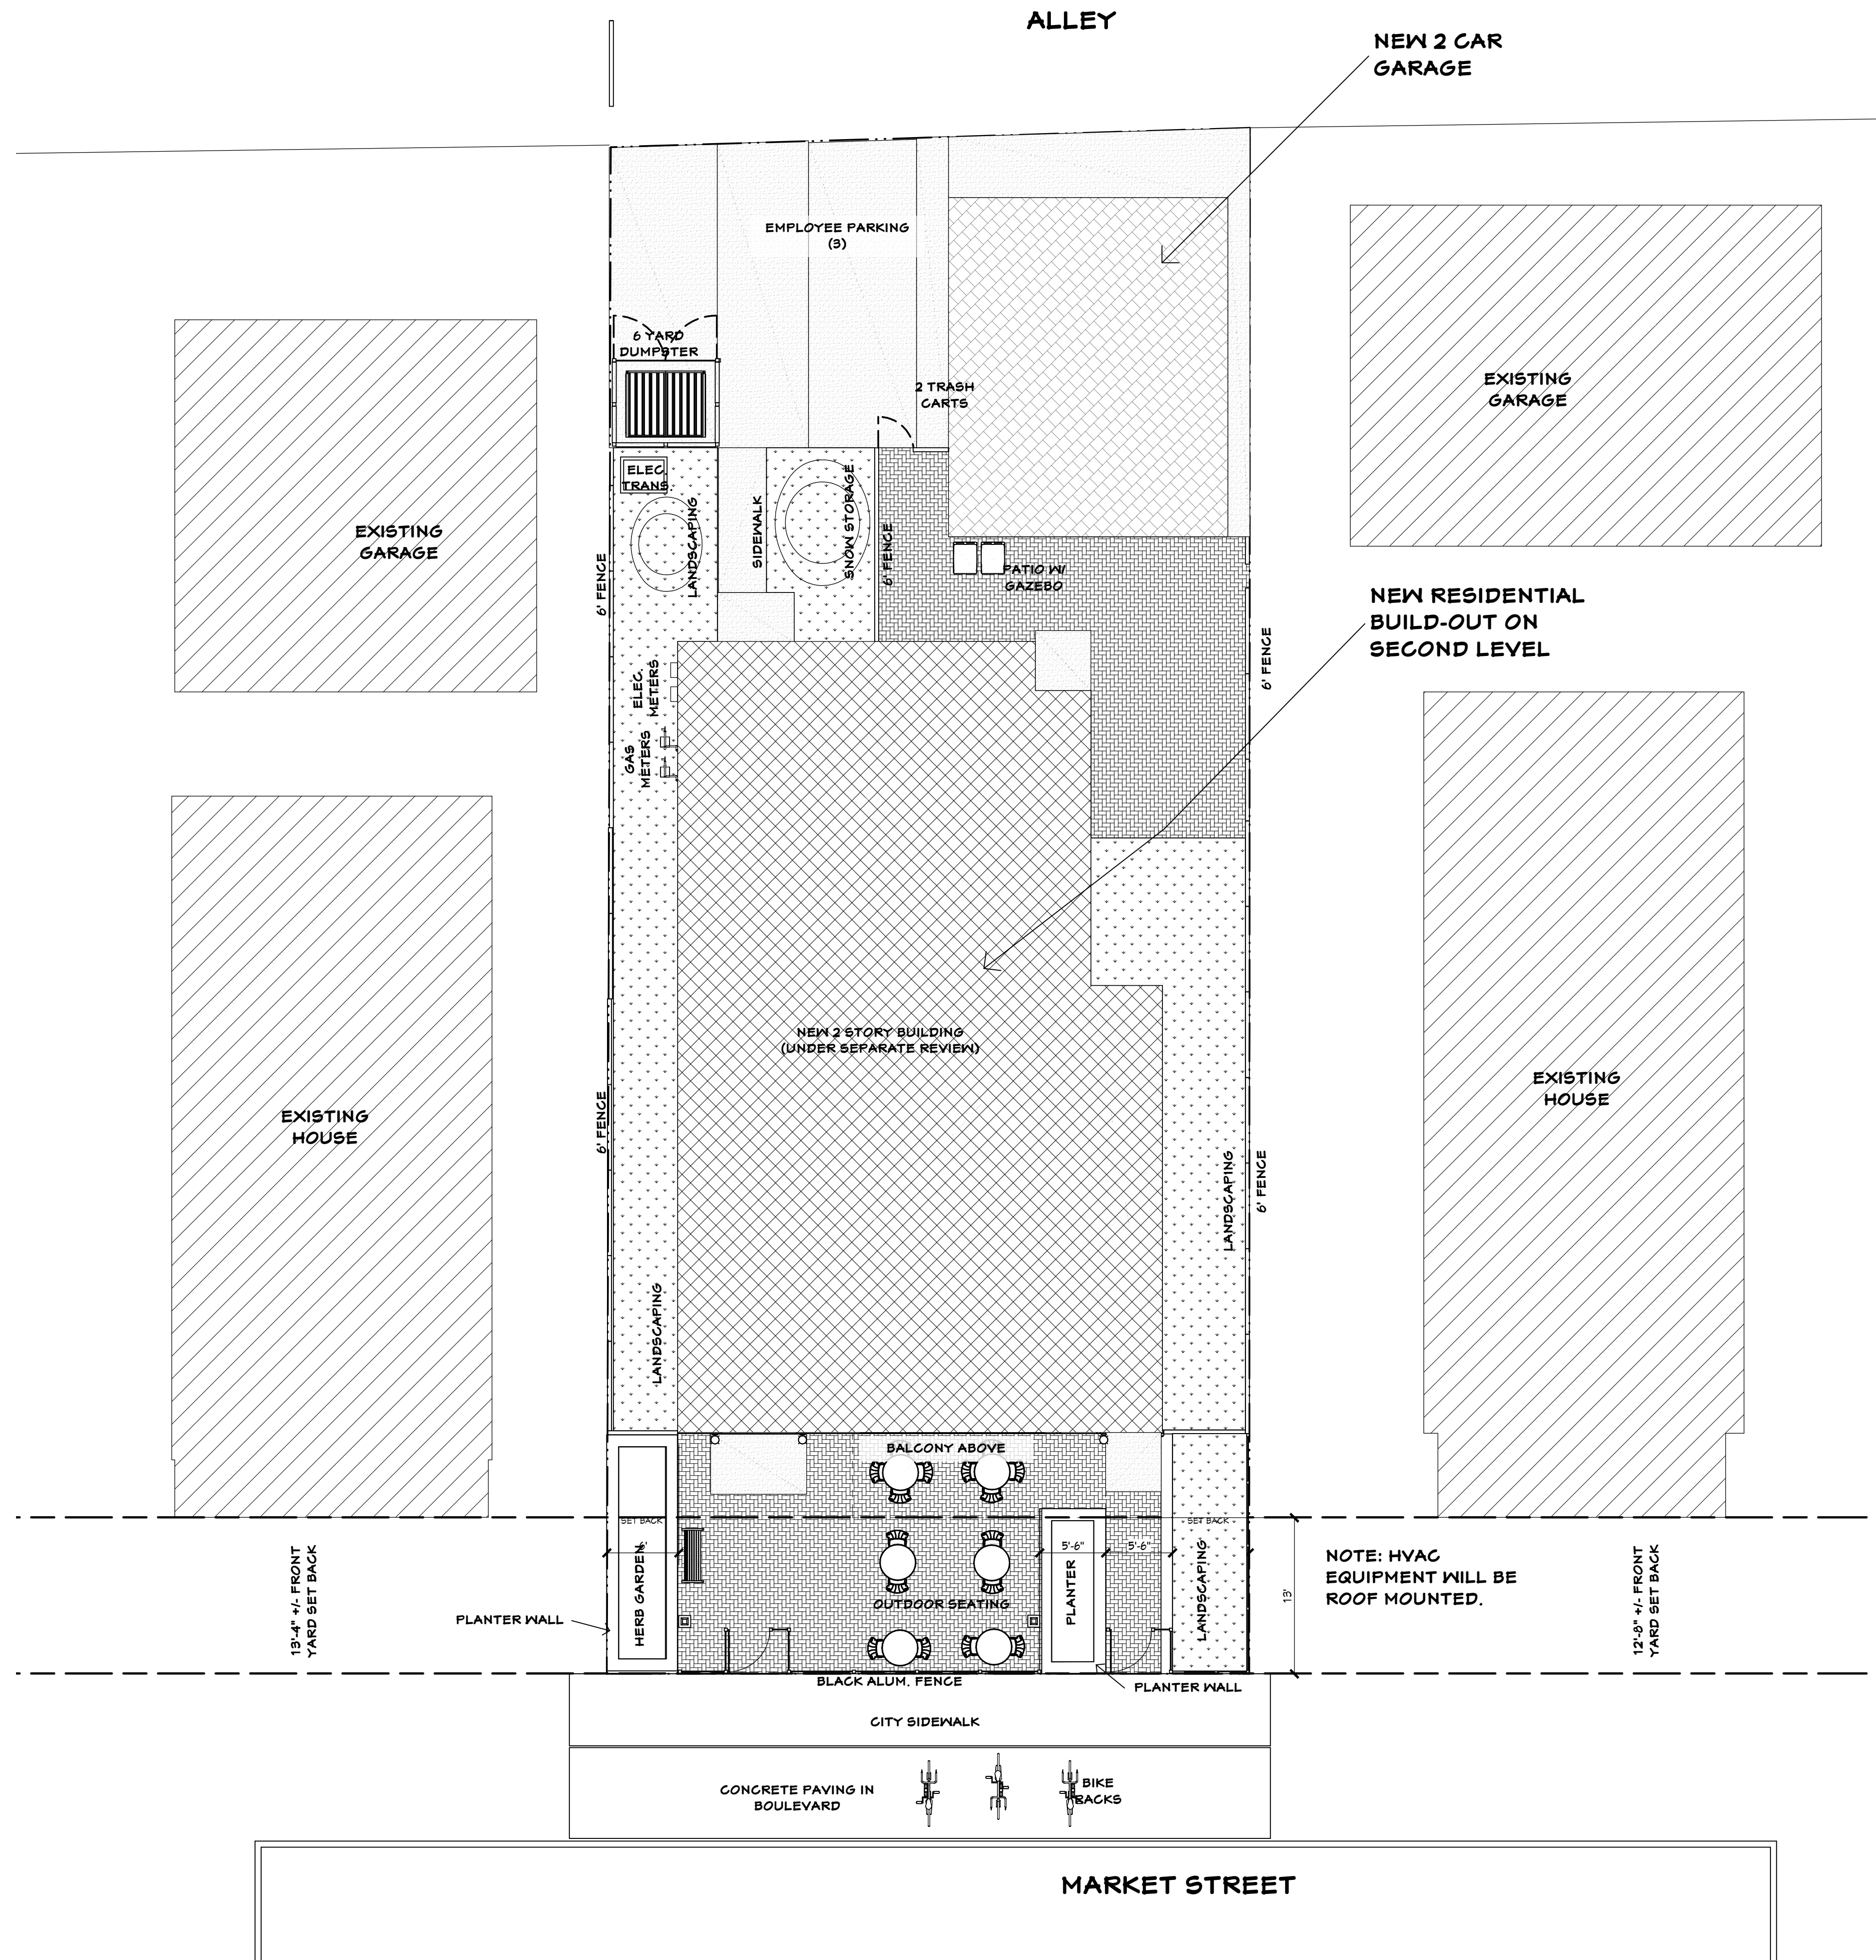 ALLEY
NEW 2 CAR
GARAGE
EMPLOYEE PARKING
(3)
6 YARD
DUMPSTER
2 TRASH
CARTS
EXISTING
GARAGE
EXISTING
GARAGE
ELEC.
TRANS.
LANDSCAPING
SIDEWALK
SNOW STORAGE
6' FENCE
6' FENCE
PATIO W/
GAZEBO
NEW RESIDENTIAL
BUILD-OUT ON
SECOND LEVEL
6' FENCE
ELEC.
METERS
GAS
METERS
NEW 2 STORY BUILDING
(UNDER SEPARATE REVIEW)
EXISTING
HOUSE
EXISTING
HOUSE
6' FENCE
6' FENCE
LANDSCAPING
LANDSCAPING
BALCONY ABOVE
SET BACK
SET BACK
6'
5'-6"
5'-6"
13'
13'-4" +/- FRONT
YARD SET BACK
PLANTER WALL
HERB GARDEN
OUTDOOR SEATING
PLANTER
LANDSCAPING
NOTE: HVAC
EQUIPMENT WILL BE
ROOF MOUNTED.
12'-8" +/- FRONT
YARD SET BACK
BLACK ALUM. FENCE
PLANTER WALL
CITY SIDEWALK
CONCRETE PAVING IN
BOULEVARD
BIKE
RACKS
MARKET STREET